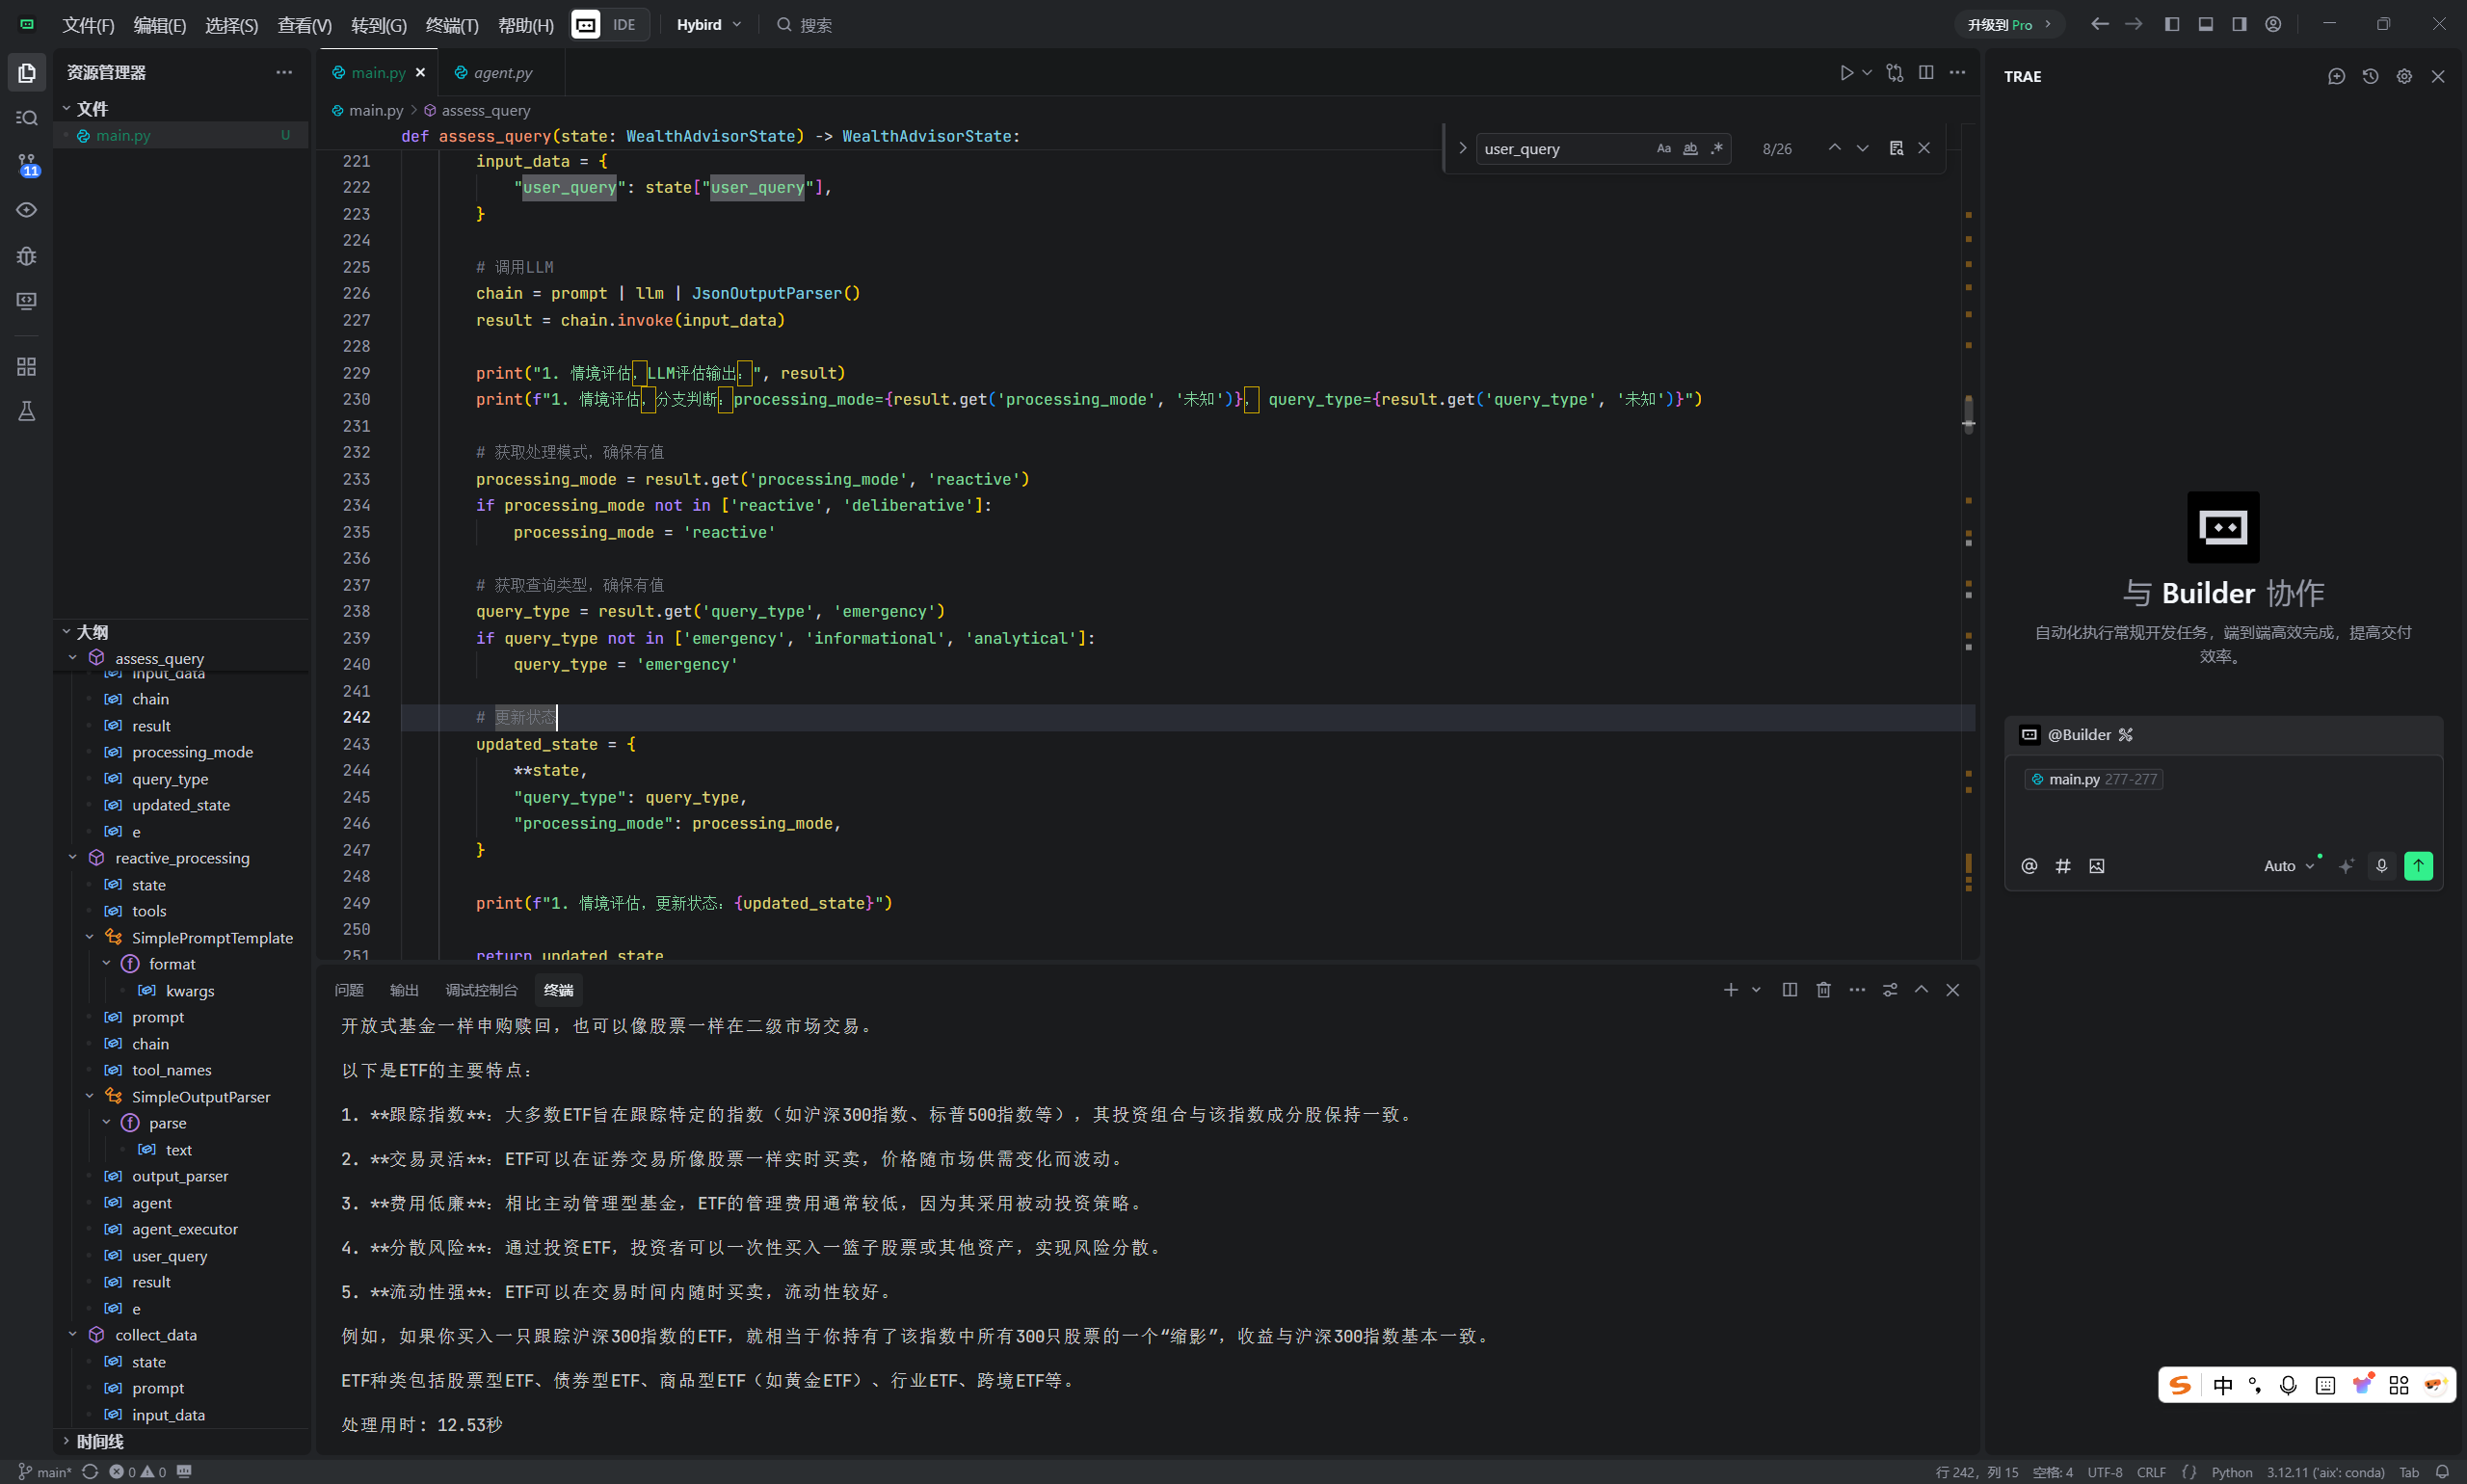 文件(F) 编辑(E) 选择(S) 查看(V) 转到(G) 终端(T) 帮助(H) IDE Hybird 搜索 升级到 Pro
资源管理器
文件
main.py U
11
大纲
assess_query
input_data
chain
result
processing_mode
query_type
updated_state
e
reactive_processing
state
tools
SimplePromptTemplate
format
kwargs
prompt
chain
tool_names
SimpleOutputParser
parse
text
output_parser
agent
agent_executor
user_query
result
e
collect_data
state
prompt
input_data
时间线
main.py agent.py
main.py > assess_query
user_query Aa ab .* 8/26
def assess_query(state: WealthAdvisorState) -> WealthAdvisorState:
221 input_data = {
222 "user_query": state["user_query"],
223 }
224
225 # 调用LLM
226 chain = prompt | llm | JsonOutputParser()
227 result = chain.invoke(input_data)
228
229 print("1. 情境评估，LLM评估输出：", result)
230 print(f"1. 情境评估，分支判断：processing_mode={result.get('processing_mode', '未知')}， query_type={result.get('query_type', '未知')}")
231
232 # 获取处理模式，确保有值
233 processing_mode = result.get('processing_mode', 'reactive')
234 if processing_mode not in ['reactive', 'deliberative']:
235 processing_mode = 'reactive'
236
237 # 获取查询类型，确保有值
238 query_type = result.get('query_type', 'emergency')
239 if query_type not in ['emergency', 'informational', 'analytical']:
240 query_type = 'emergency'
241
242 # 更新状态
243 updated_state = {
244 **state,
245 "query_type": query_type,
246 "processing_mode": processing_mode,
247 }
248
249 print(f"1. 情境评估，更新状态：{updated_state}")
250
251 return updated_state
问题 输出 调试控制台 终端
开放式基金一样申购赎回，也可以像股票一样在二级市场交易。
以下是ETF的主要特点：
1. **跟踪指数**：大多数ETF旨在跟踪特定的指数（如沪深300指数、标普500指数等），其投资组合与该指数成分股保持一致。
2. **交易灵活**：ETF可以在证券交易所像股票一样实时买卖，价格随市场供需变化而波动。
3. **费用低廉**：相比主动管理型基金，ETF的管理费用通常较低，因为其采用被动投资策略。
4. **分散风险**：通过投资ETF，投资者可以一次性买入一篮子股票或其他资产，实现风险分散。
5. **流动性强**：ETF可以在交易时间内随时买卖，流动性较好。
例如，如果你买入一只跟踪沪深300指数的ETF，就相当于你持有了该指数中所有300只股票的一个“缩影”，收益与沪深300指数基本一致。
ETF种类包括股票型ETF、债券型ETF、商品型ETF（如黄金ETF）、行业ETF、跨境ETF等。
处理用时: 12.53秒
TRAE
与 Builder 协作
自动化执行常规开发任务，端到端高效完成，提高交付
效率。
@Builder
main.py 277-277
@ # Auto
中
main* 0 0 行 242，列 15 空格: 4 UTF-8 CRLF {} Python 3.12.11 ('aix': conda) Tab